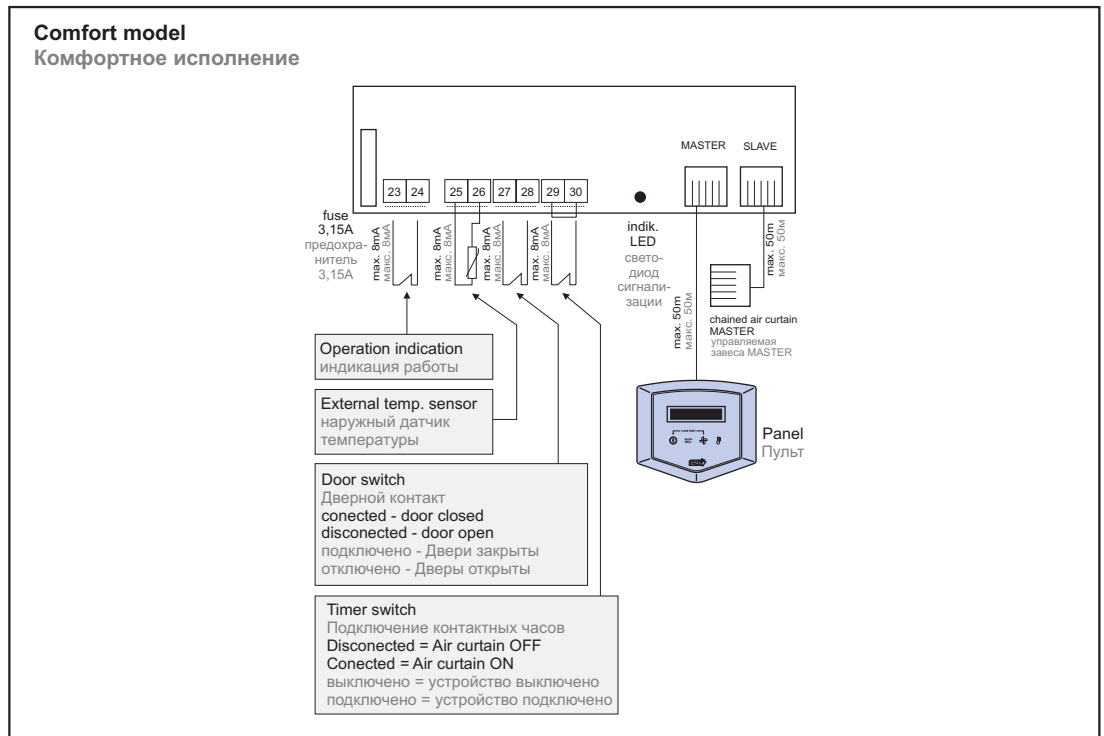 Comfort model
Комфортное исполнение
MASTER
SLAVE
23 24 25 26 27 28 29 30
fuse
3,15A
предохра-
нитель
3,15A
max. 8mA
макс. 8мА
max. 8mA
макс. 8мА
max. 8mA
макс. 8мА
max. 8mA
макс. 8мА
indik.
LED
свето-
диод
сигнали-
зации
max. 50m
макс. 50м
max. 50m
макс. 50м
chained air curtain
MASTER
управляемая
завеса MASTER
Operation indication
индикация работы
External temp. sensor
наружный датчик
температуры
Panel
Пульт
Door switch
Дверной контакт
conected - door closed
disconected - door open
подключено - Двери закрыты
отключено - Дверы открыты
Timer switch
Подключение контактных часов
Disconected = Air curtain OFF
Conected = Air curtain ON
выключено = устройство выключено
подключено = устройство подключено